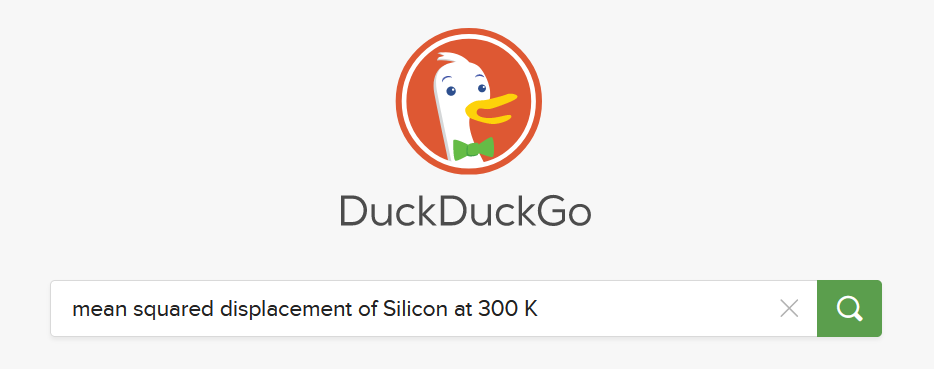 DuckDuckGo
mean squared displacement of Silicon at 300 K